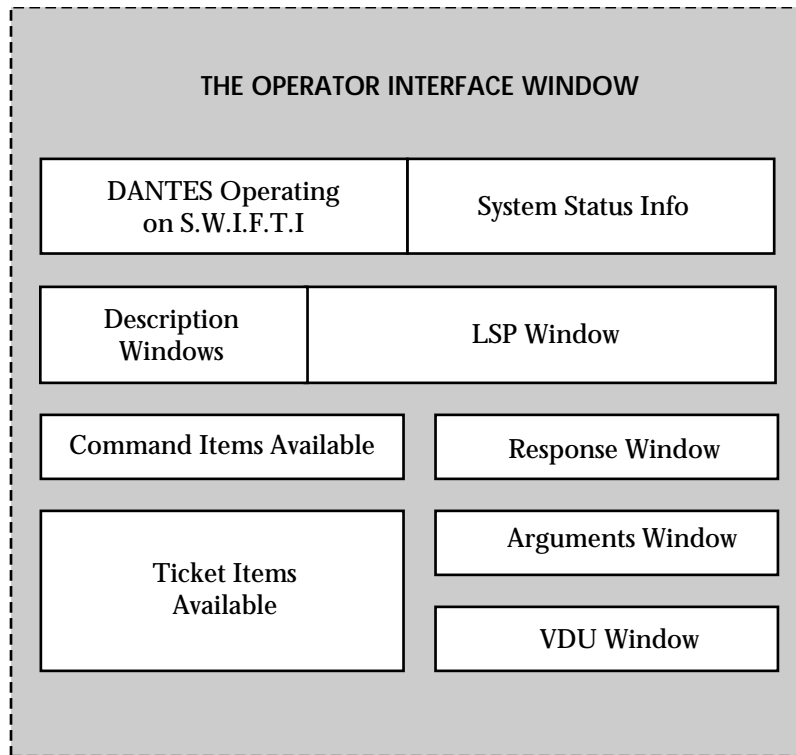 THE OPERATOR INTERFACE WINDOW
DANTES Operating
on S.W.I.F.T.I
System Status Info
Description
Windows
LSP Window
Command Items Available
Response Window
Ticket Items
Available
Arguments Window
VDU Window